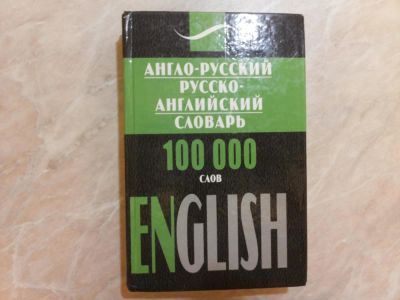 АНГЛО-РУССКИЙ
РУССКО-
АНГЛИЙСКИЙ
СЛОВАРЬ
100 000
СЛОВ
ENGLISH